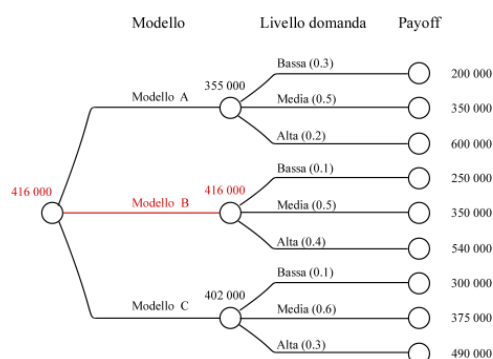 Modello Livello domanda Payoff
Bassa (0.3)
355 000 200 000
Modello A Media (0.5) 350 000
Alta (0.2) 600 000
Bassa (0.1)
416 000 416 000 250 000
Modello B Media (0.5) 350 000
Alta (0.4) 540 000
Bassa (0.1)
402 000 300 000
Modello C Media (0.6) 375 000
Alta (0.3) 490 000